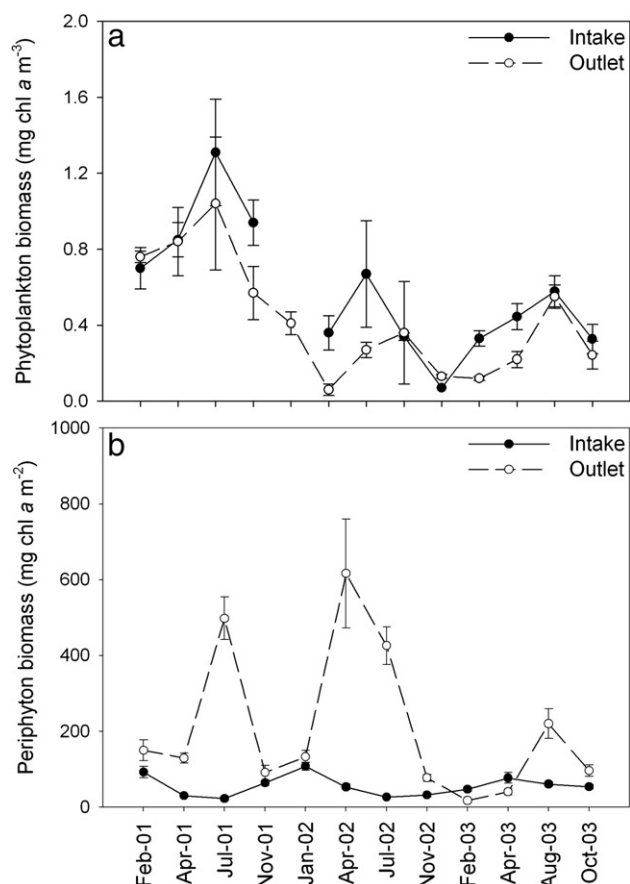 a
Intake
Outlet
Phytoplankton biomass (mg chl a m-3)
2.0
1.6
1.2
0.8
0.4
0.0
b
Intake
Outlet
Periphyton biomass (mg chl a m-2)
1000
800
600
400
200
0
Feb-01
Apr-01
Jul-01
Nov-01
Jan-02
Apr-02
Jul-02
Nov-02
Feb-03
Apr-03
Aug-03
Oct-03